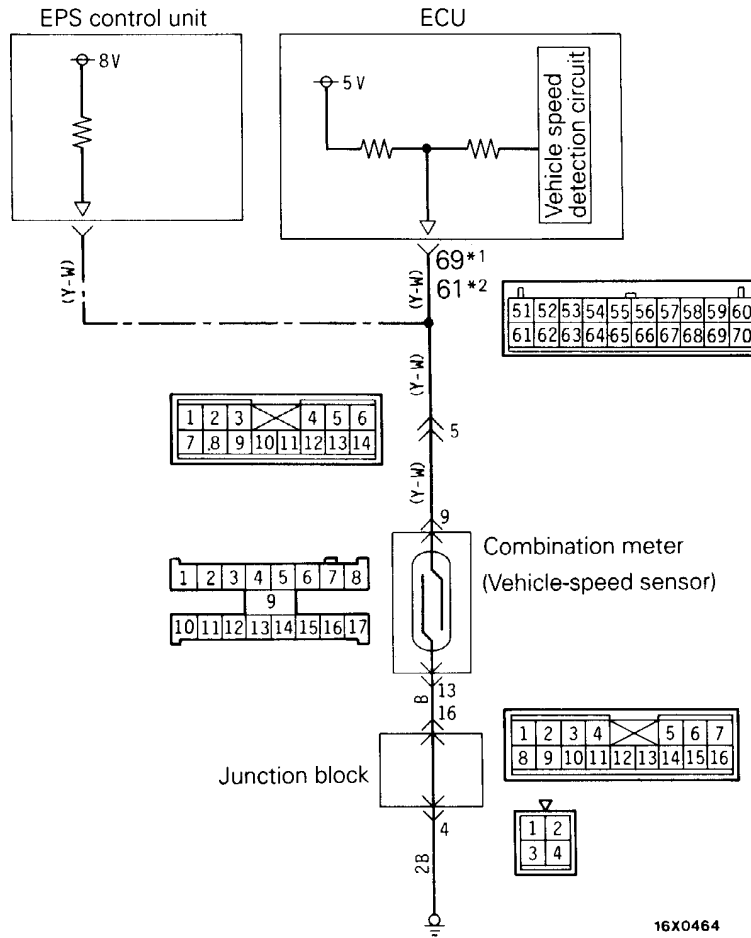 EPS control unit
ECU
8V
5V
Vehicle speed
detection circuit
(Y-W)
69*1
61*2
(Y-W)
51 52 53 54 55 56 57 58 59 60
61 62 63 64 65 66 67 68 69 70
(Y-W)
1 2 3 4 5 6
7 8 9 10 11 12 13 14
5
(Y-W)
9
Combination meter
(Vehicle-speed sensor)
1 2 3 4 5 6 7 8
9
10 11 12 13 14 15 16 17
B
13
16
1 2 3 4 5 6 7
8 9 10 11 12 13 14 15 16
Junction block
4
1 2
3 4
2B
16X0464